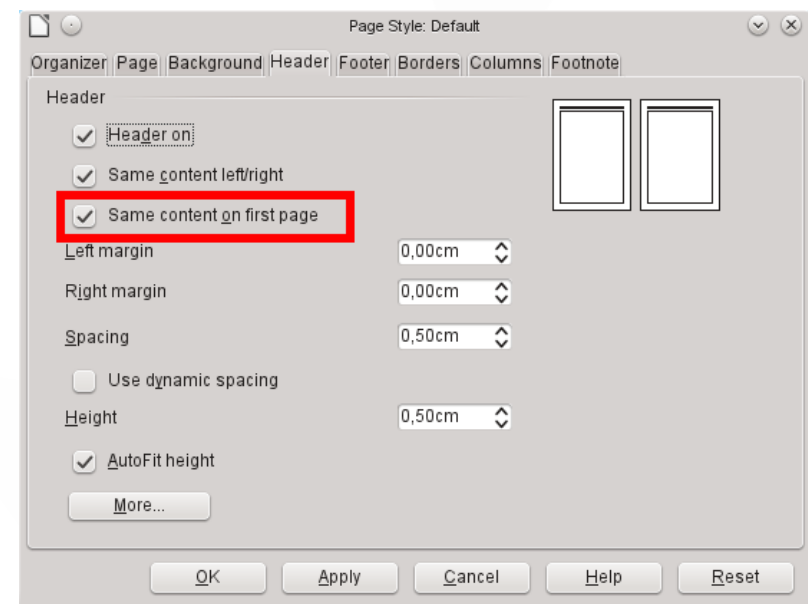 Page Style: Default
Organizer Page Background Header Footer Borders Columns Footnote
Header
Header on
Same content left/right
Same content on first page
Left margin 0,00cm
Right margin 0,00cm
Spacing 0,50cm
Use dynamic spacing
Height 0,50cm
AutoFit height
More...
OK Apply Cancel Help Reset